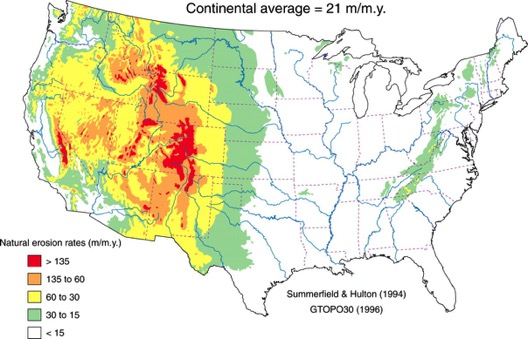 Continental average = 21 m/m.y.
Natural erosion rates (m/m.y.)
> 135
135 to 60
60 to 30
30 to 15
< 15
Summerfield & Hulton (1994)
GTOPO30 (1996)